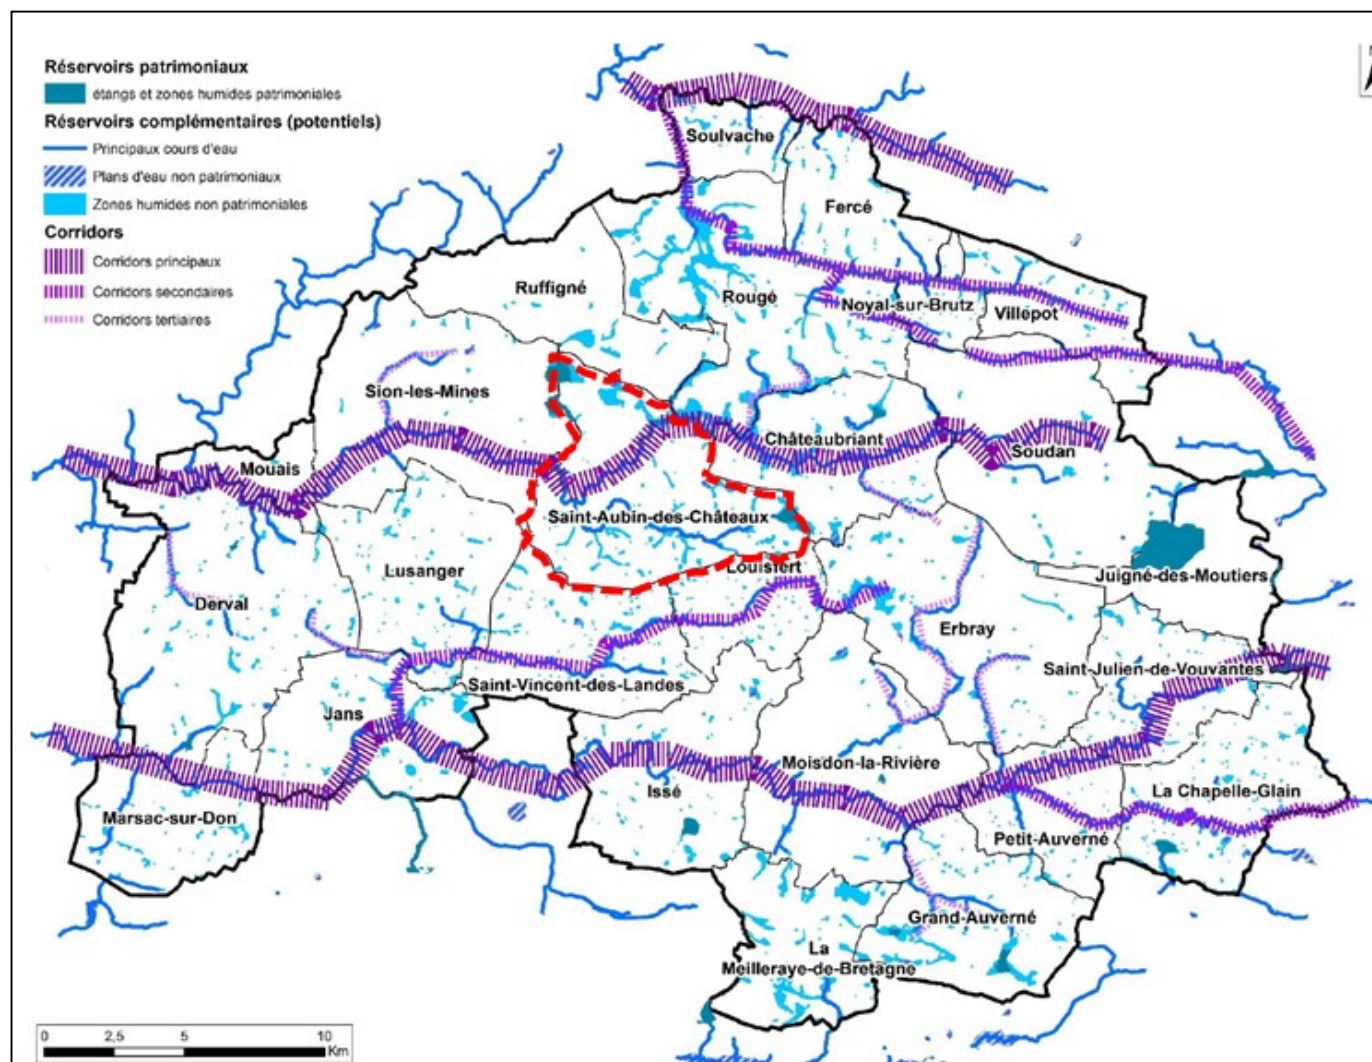 Réservoirs patrimoniaux
étangs et zones humides patrimoniales
Réservoirs complémentaires (potentiels)
Principaux cours d'eau
Plans d'eau non patrimoniaux
Zones humides non patrimoniales
Corridors
Corridors principaux
Corridors secondaires
Corridors tertiaires
Soulvache
Fercé
Ruffigné
Rougé
Noyal-sur-Brutz
Villepot
Sion-les-Mines
Châteaubriant
Soudan
Mouais
Saint-Aubin-des-Châteaux
Louisfert
Lusanger
Juigné-des-Moutiers
Derval
Erbray
Saint-Julien-de-Vouvantes
Saint-Vincent-des-Landes
Jans
Moisdon-la-Rivière
Issé
La Chapelle-Glain
Marsac-sur-Don
Petit-Auverné
Grand-Auverné
La
Meilleraye-de-Bretagne
0 2,5 5 10
Km